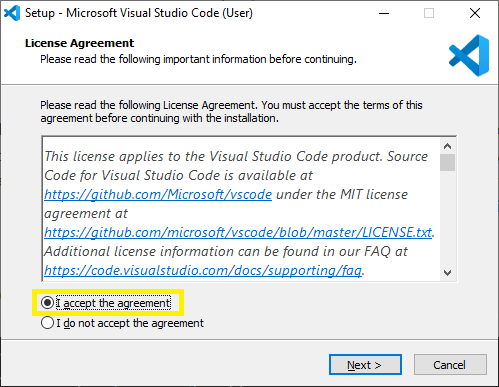 Setup - Microsoft Visual Studio Code (User)
License Agreement
Please read the following important information before continuing.
Please read the following License Agreement. You must accept the terms of this
agreement before continuing with the installation.
This license applies to the Visual Studio Code product. Source
Code for Visual Studio Code is available at
https://github.com/Microsoft/vscode under the MIT license
agreement at
https://github.com/microsoft/vscode/blob/master/LICENSE.txt.
Additional license information can be found in our FAQ at
https://code.visualstudio.com/docs/supporting/faq.
I accept the agreement
I do not accept the agreement
Next >
Cancel